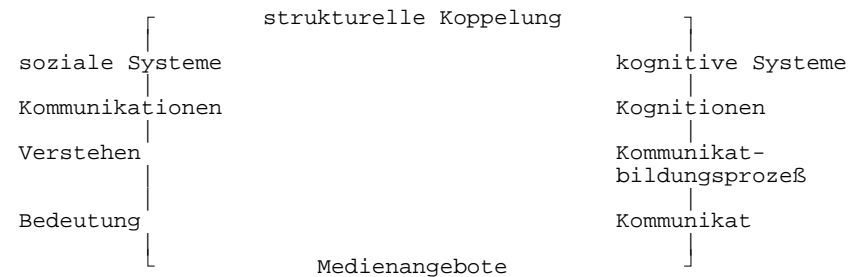 strukturelle Koppelung
soziale Systeme kognitive Systeme
Kommunikationen Kognitionen
Verstehen Kommunikat-
bildungsprozeß
Bedeutung Kommunikat
Medienangebote